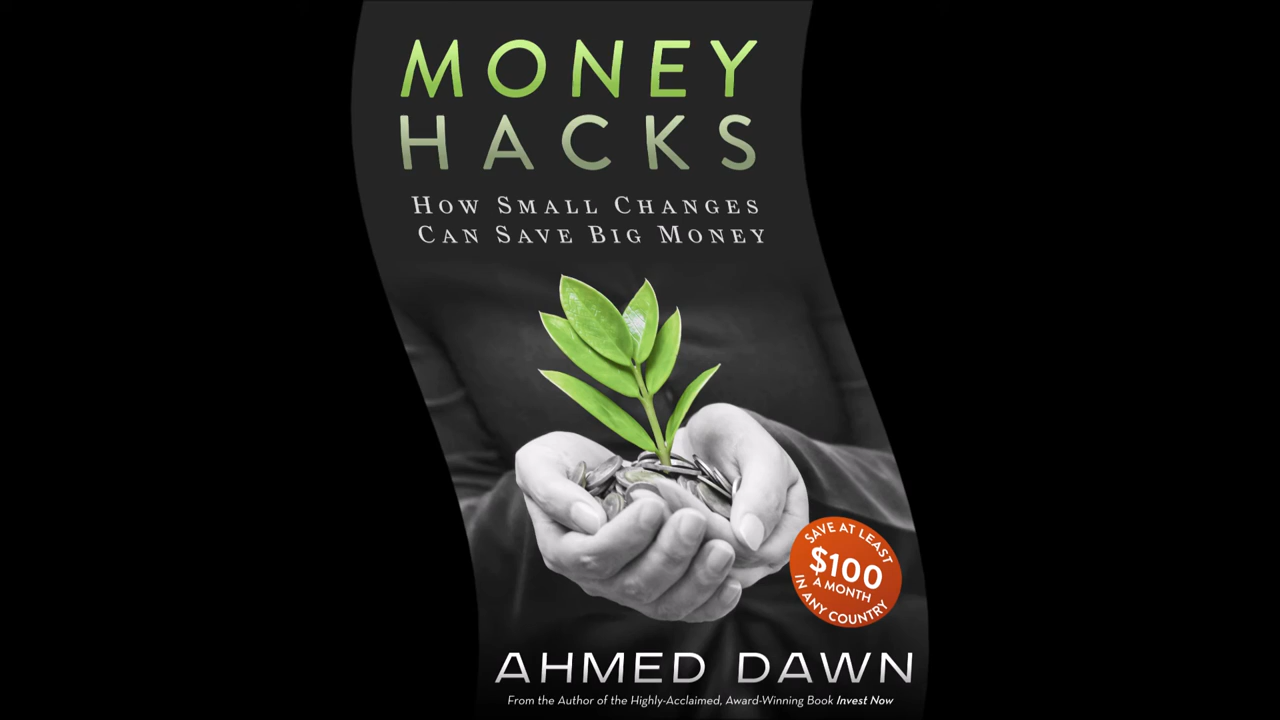 MONEY
HACKS
How Small Changes
Can Save Big Money
SAVE AT LEAST
$100
A MONTH
IN ANY COUNTRY
AHMED DAWN
From the Author of the Highly-Acclaimed, Award-Winning Book Invest Now